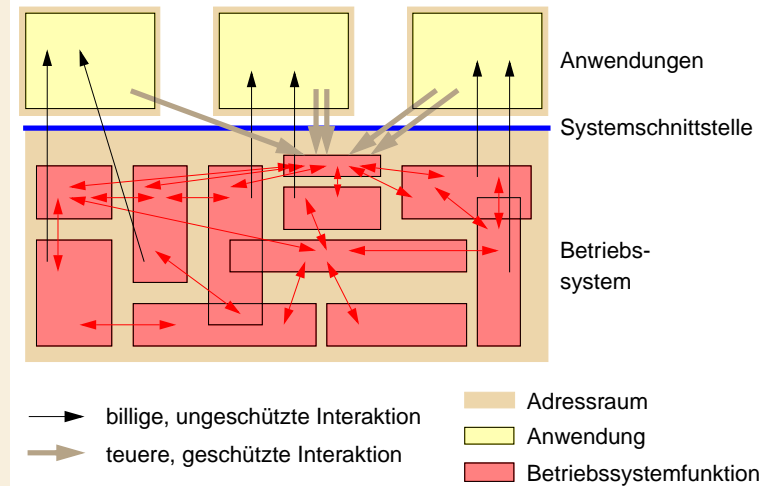 Anwendungen
Systemschnittstelle
Betriebs-
system
billige, ungeschützte Interaktion
teuere, geschützte Interaktion
Adressraum
Anwendung
Betriebssystemfunktion